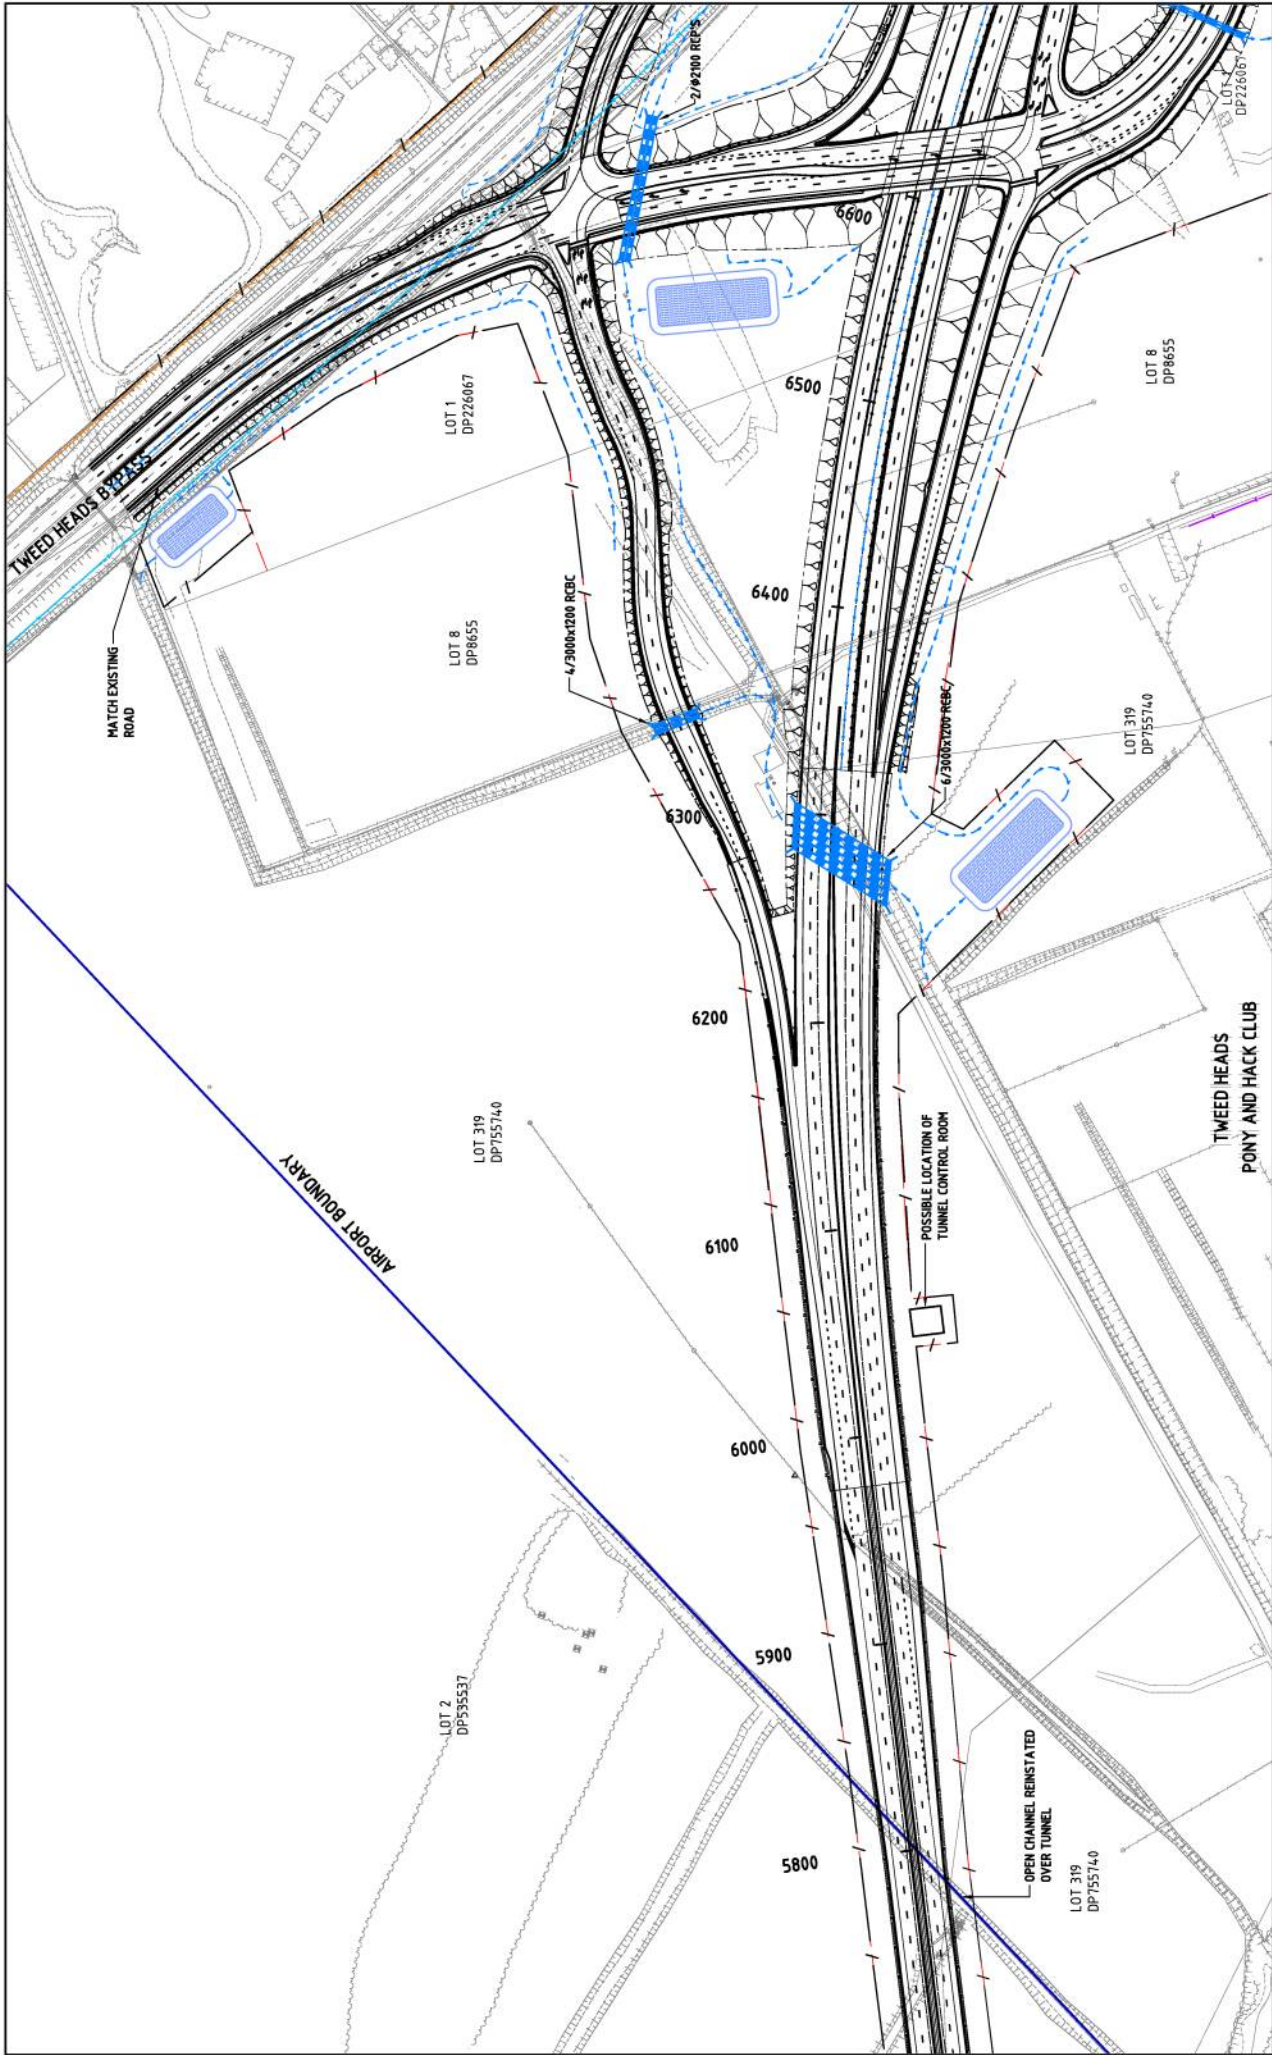 2/Φ2100 RCP'S
LOT 1
DP226067
6600
TWEED HEADS BYPASS
LOT 1
DP226067
6500
LOT 8
DP8655
MATCH EXISTING
ROAD
LOT 8
DP8655
4/3000x1200 RCBC
6400
6300
6/3000x1200 RCBC
LOT 319
DP755740
6200
TWEED HEADS
PONY AND HACK CLUB
LOT 319
DP755740
AIRPORT BOUNDARY
6100
POSSIBLE LOCATION OF
TUNNEL CONTROL ROOM
6000
5900
LOT 2
DP535537
5800
OPEN CHANNEL REINSTATED
OVER TUNNEL
LOT 319
DP755740